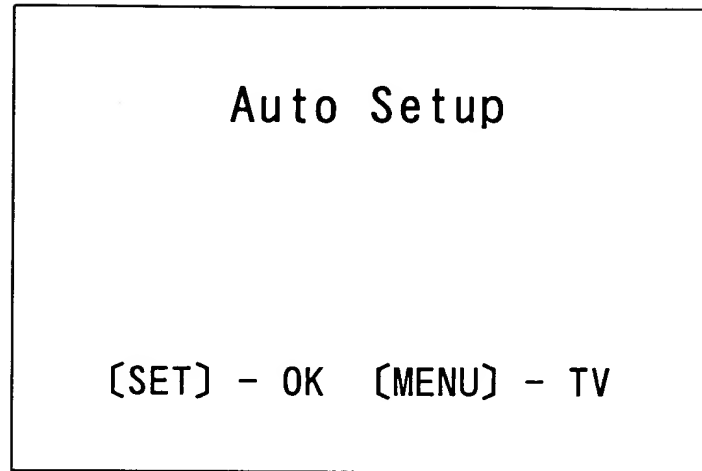 Auto Setup
〔SET〕 - OK 〔MENU〕 - TV